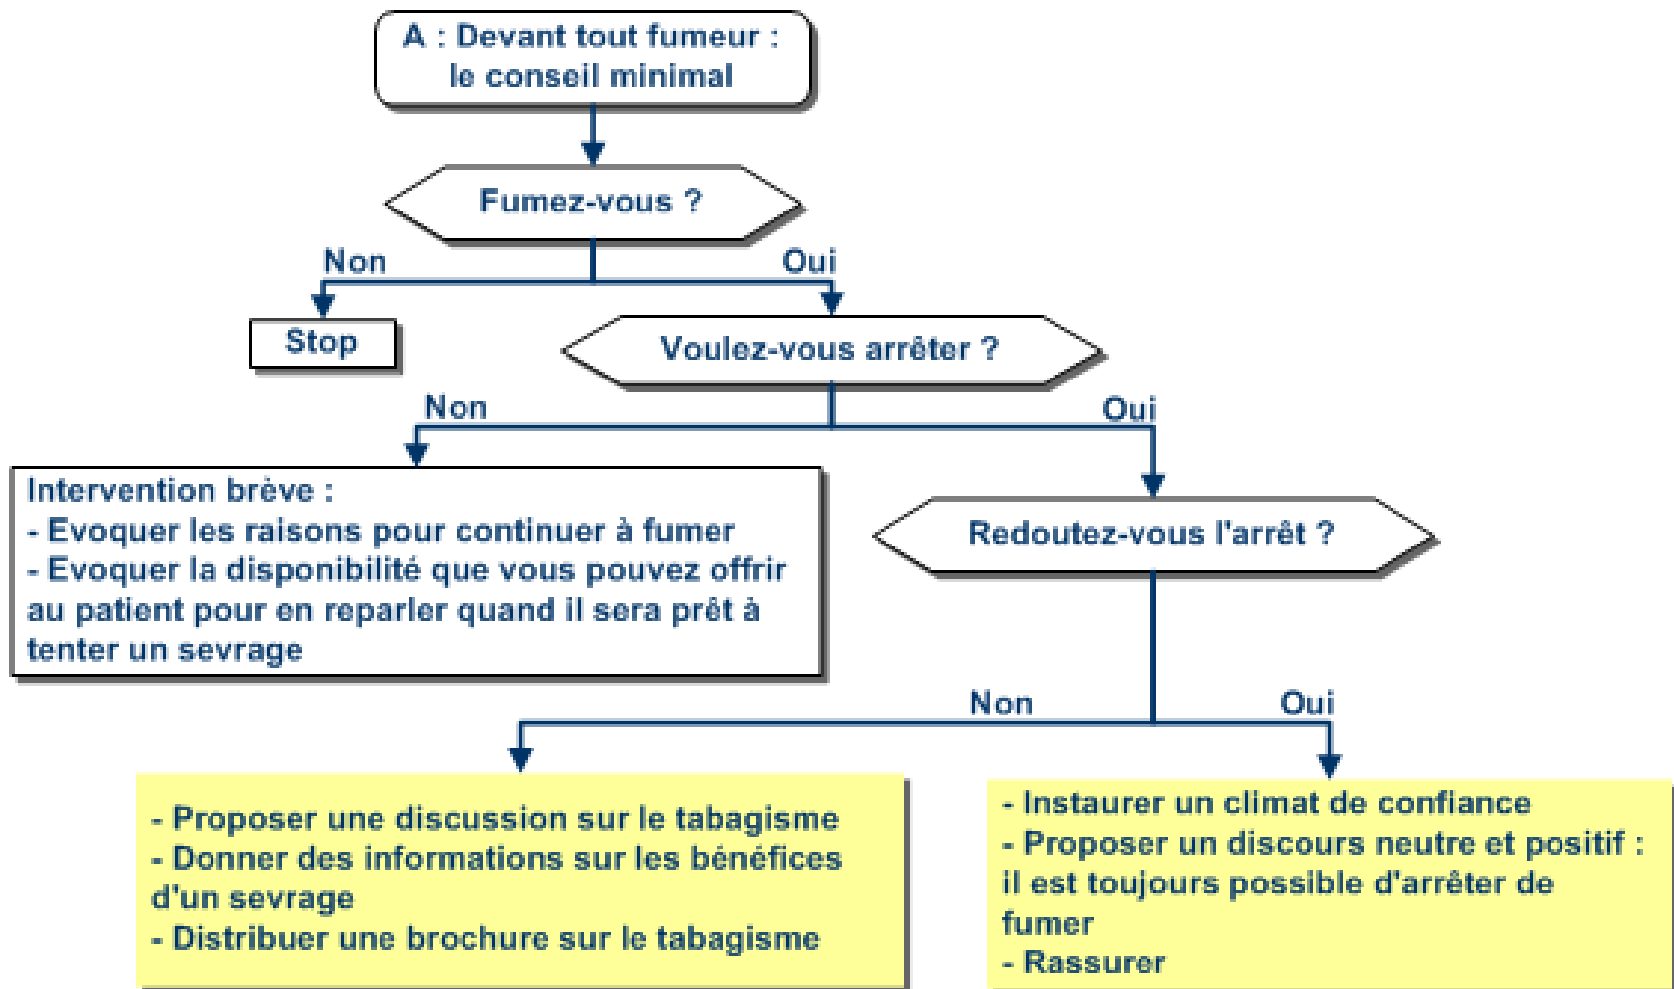 A : Devant tout fumeur :
le conseil minimal
Fumez-vous ?
Non
Oui
Stop
Voulez-vous arrêter ?
Non
Oui
Intervention brève :
- Evoquer les raisons pour continuer à fumer
- Evoquer la disponibilité que vous pouvez offrir
au patient pour en reparler quand il sera prêt à
tenter un sevrage
Redoutez-vous l'arrêt ?
Non
Oui
- Proposer une discussion sur le tabagisme
- Donner des informations sur les bénéfices
d'un sevrage
- Distribuer une brochure sur le tabagisme
- Instaurer un climat de confiance
- Proposer un discours neutre et positif :
il est toujours possible d'arrêter de
fumer
- Rassurer